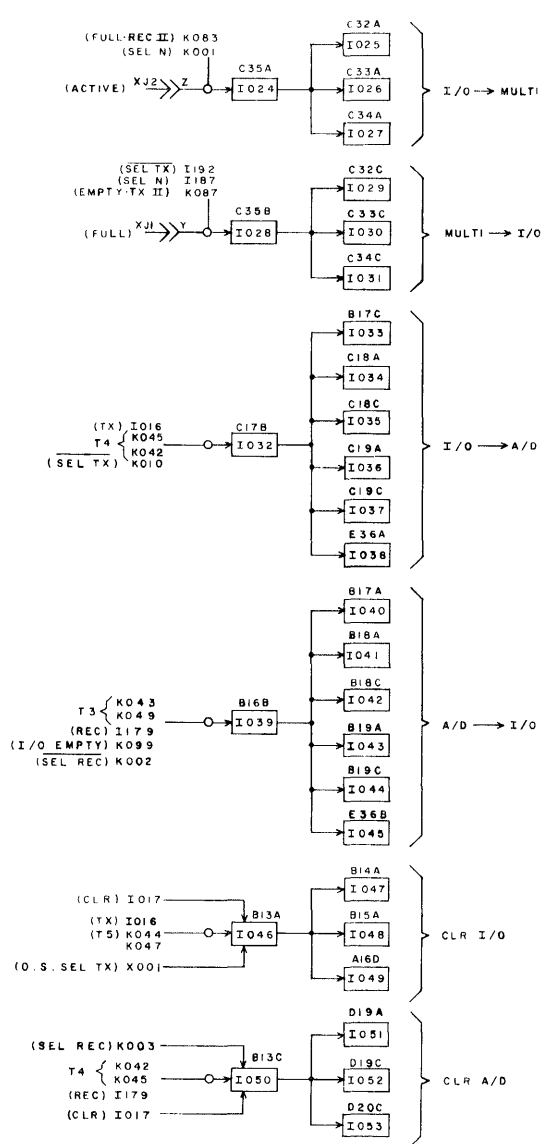 C32A
(FULL·REC II) K083
(SEL N) K001
I025
C35A
C33A
(ACTIVE) XJ2 Z
I024
I026
I/O → MULTI
C34A
I027
(SEL TX) I192
(SEL N) I187
(EMPTY·TX II) K087
C32C
I029
C35B
C33C
(FULL) XJ1 Y
I028
I030
MULTI → I/O
C34C
I031
B17C
I033
C18A
I034
C18C
(TX) I016
C17B
I035
T4 { K045
K042
I032
I/O → A/D
(SEL TX) K010
C19A
I036
C19C
I037
E36A
I038
B17A
I040
B18A
I041
T3 { K043
K049
B16B
B18C
I039
I042
A/D → I/O
(REC) I179
(I/O EMPTY) K099
(SEL REC) K002
B19A
I043
B19C
I044
E36B
I045
B14A
(CLR) I017
I047
B13A
B15A
(TX) I016
(T5) K044
K047
I046
I048
CLR I/O
(O.S. SEL TX) X001
A16D
I049
D19A
I051
(SEL REC) K003
B13C
D19C
T4 { K042
K045
I050
I052
CLR A/D
(REC) I179
(CLR) I017
D20C
I053